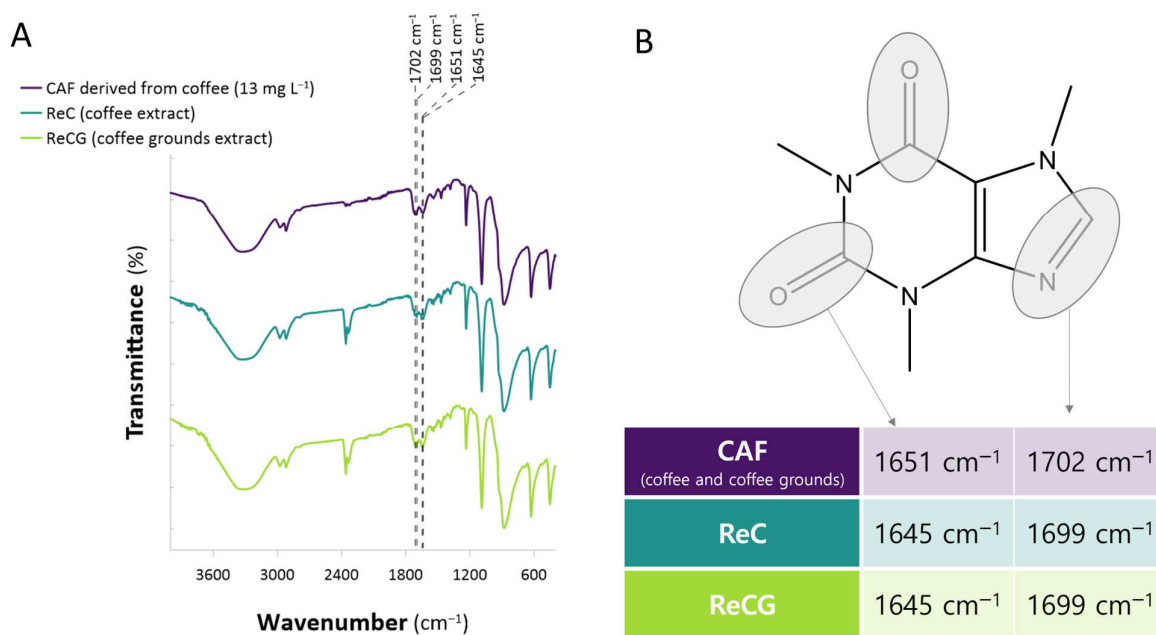 A
1702 cm⁻¹
1699 cm⁻¹
1651 cm⁻¹
1645 cm⁻¹
CAF derived from coffee (13 mg L⁻¹)
ReC (coffee extract)
ReCG (coffee grounds extract)
Transmittance (%)
3600 3000 2400 1800 1200 600
Wavenumber (cm⁻¹)
B
O
N
N
O
N
N
CAF
(coffee and coffee grounds)
1651 cm⁻¹ 1702 cm⁻¹
ReC 1645 cm⁻¹ 1699 cm⁻¹
ReCG 1645 cm⁻¹ 1699 cm⁻¹